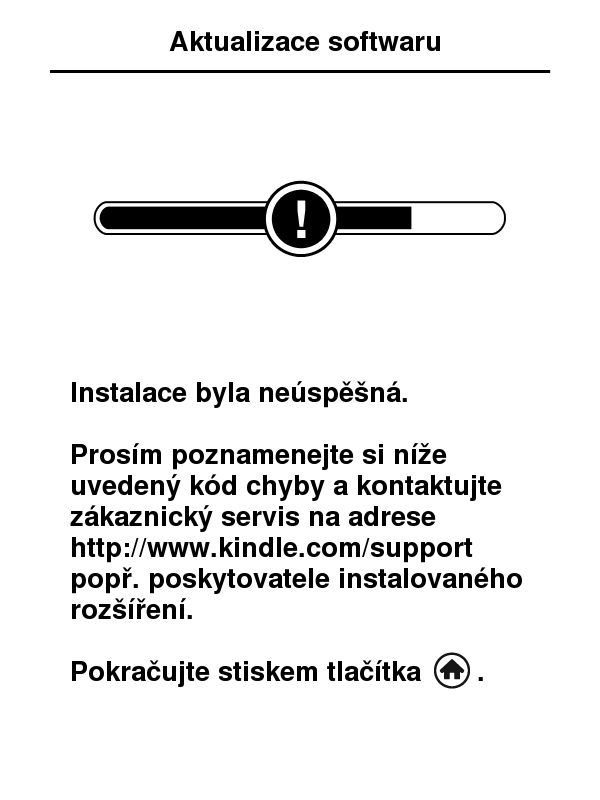 Aktualizace softwaru
!
Instalace byla neúspěšná.
Prosím poznamenejte si níže
uvedený kód chyby a kontaktujte
zákaznický servis na adrese
http://www.kindle.com/support
popř. poskytovatele instalovaného
rozšíření.
Pokračujte stiskem tlačítka .